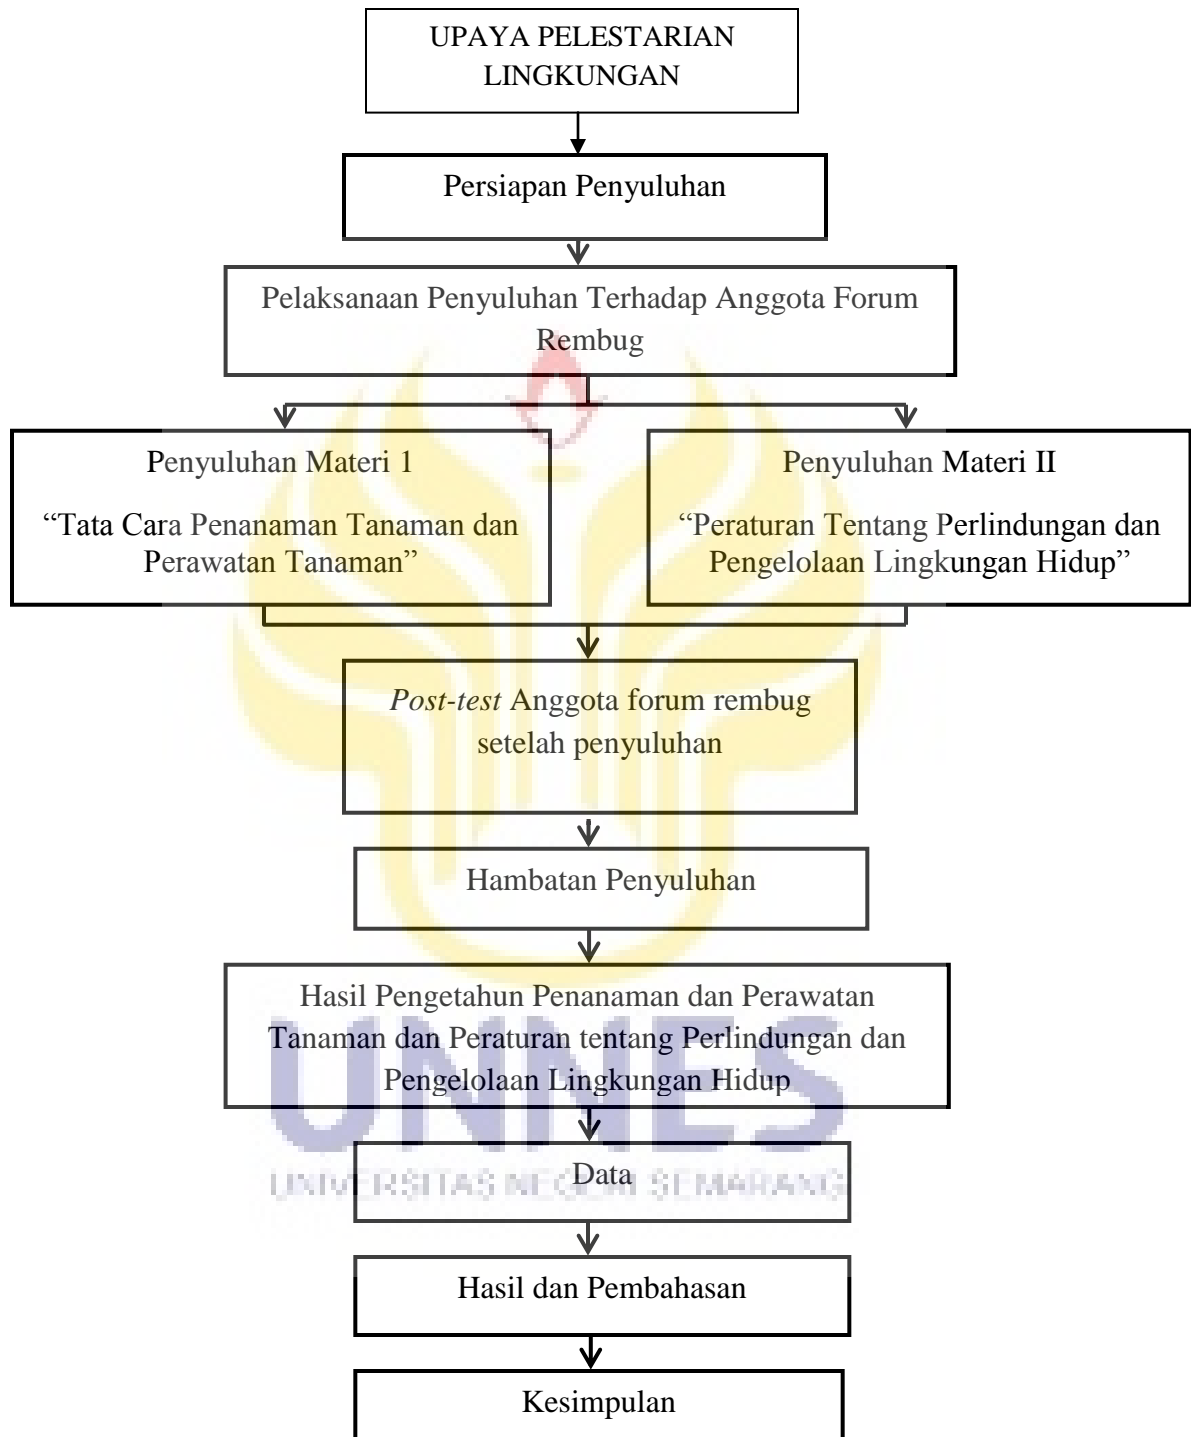 UPAYA PELESTARIAN
LINGKUNGAN
Persiapan Penyuluhan
Pelaksanaan Penyuluhan Terhadap Anggota Forum
Rembug
Penyuluhan Materi 1
“Tata Cara Penanaman Tanaman dan
Perawatan Tanaman”
Penyuluhan Materi II
“Peraturan Tentang Perlindungan dan
Pengelolaan Lingkungan Hidup”
Post-test Anggota forum rembug
setelah penyuluhan
Hambatan Penyuluhan
Hasil Pengetahun Penanaman dan Perawatan
Tanaman dan Peraturan tentang Perlindungan dan
Pengelolaan Lingkungan Hidup
UNNES
Data
UNIVERSITAS NEGERI SEMARANG
Hasil dan Pembahasan
Kesimpulan